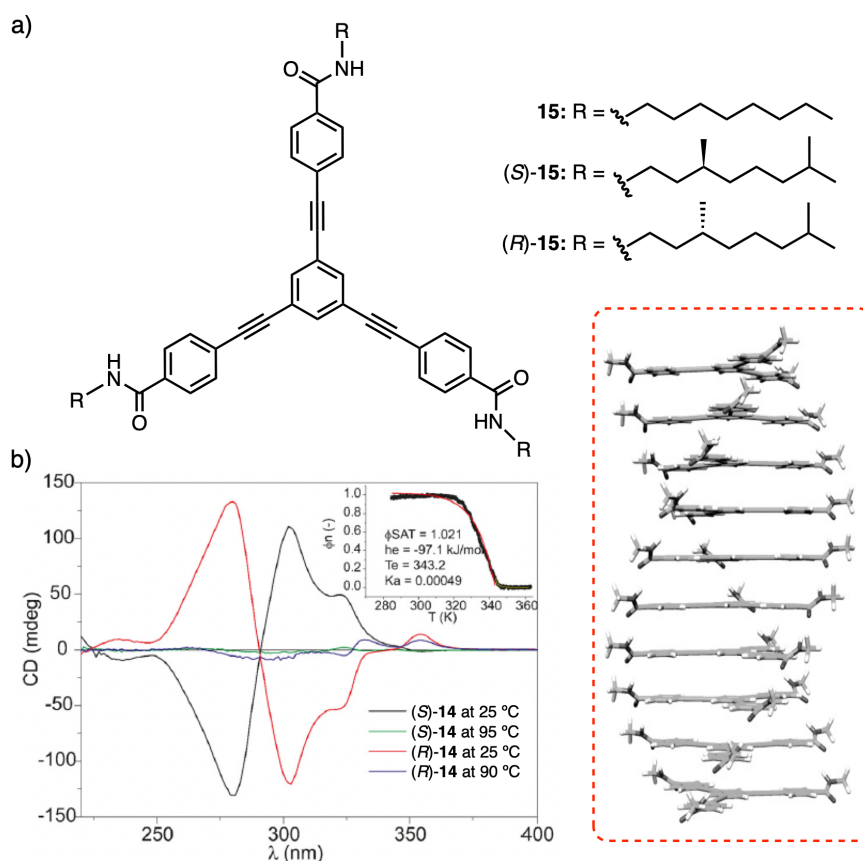 a)
R
O
NH
15: R =
(S)-15: R =
(R)-15: R =
H
N
R
O
O
HN
R
b)
150
100
50
0
-50
-100
-150
CD (mdeg)
250
300
350
400
λ (nm)
1.0
0.8
0.6
0.4
0.2
0.0
ϕn (-)
ϕSAT = 1.021
he = -97.1 kJ/mol
Te = 343.2
Ka = 0.00049
280
300
320
340
360
T (K)
(S)-14 at 25 ºC
(S)-14 at 95 ºC
(R)-14 at 25 ºC
(R)-14 at 90 ºC